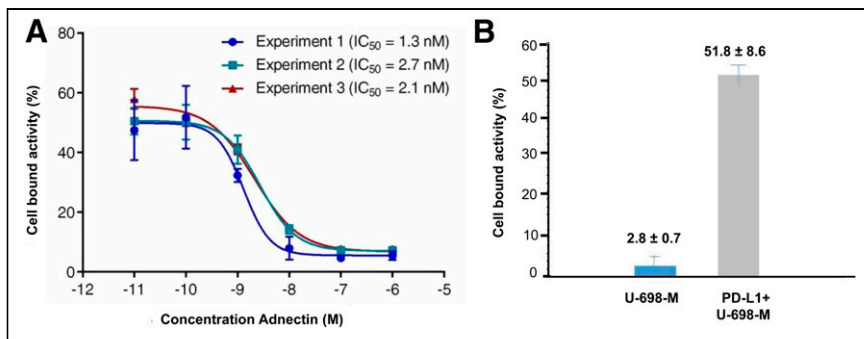 A
80
60
40
20
0
Cell bound activity (%)
Experiment 1 (IC50 = 1.3 nM)
Experiment 2 (IC50 = 2.7 nM)
Experiment 3 (IC50 = 2.1 nM)
-12 -11 -10 -9 -8 -7 -6 -5
Concentration Adnectin (M)
B
60
50
50
20
10
0
Cell bound activity (%)
51.8 ± 8.6
2.8 ± 0.7
U-698-M
PD-L1+
U-698-M